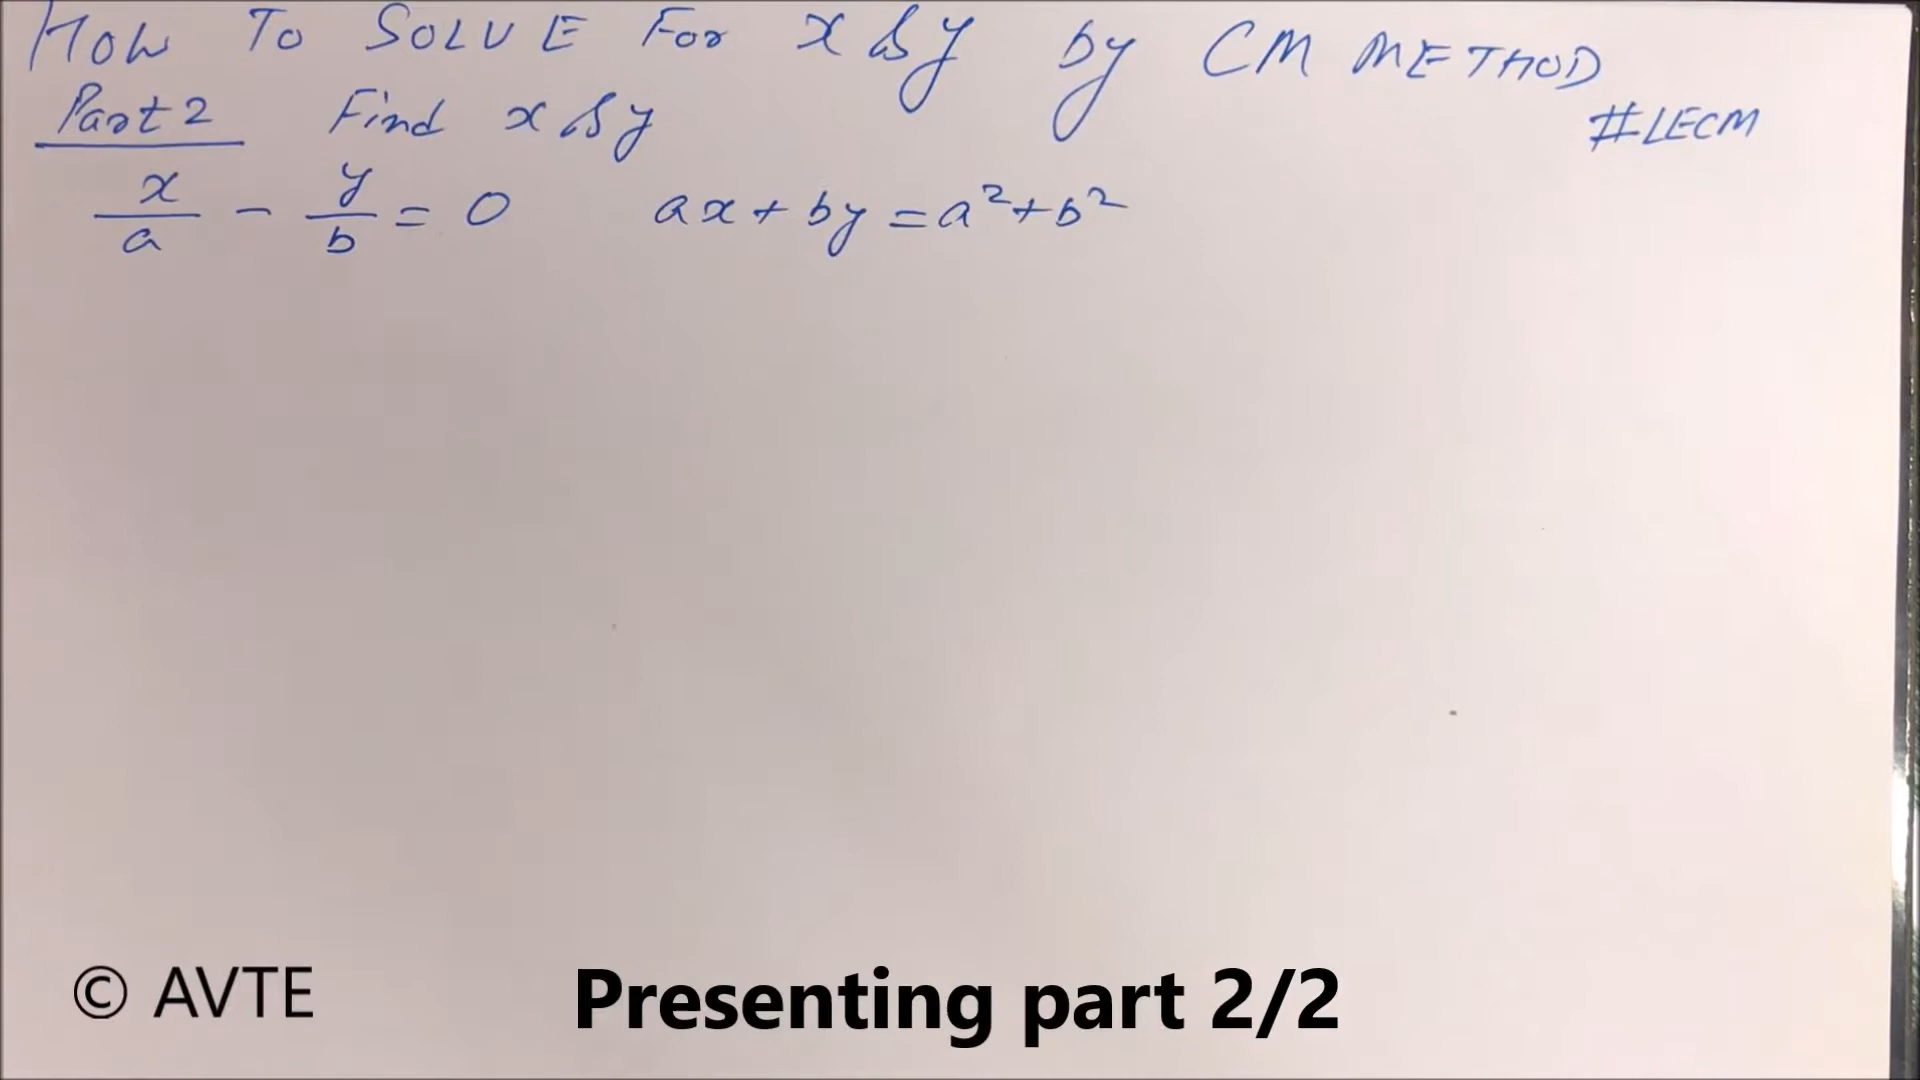 HOW TO SOLVE FOR x & y by CM METHOD
Part 2 Find x & y #LECM
x/a - y/b = 0 ax + by = a² + b²
© AVTE Presenting part 2/2